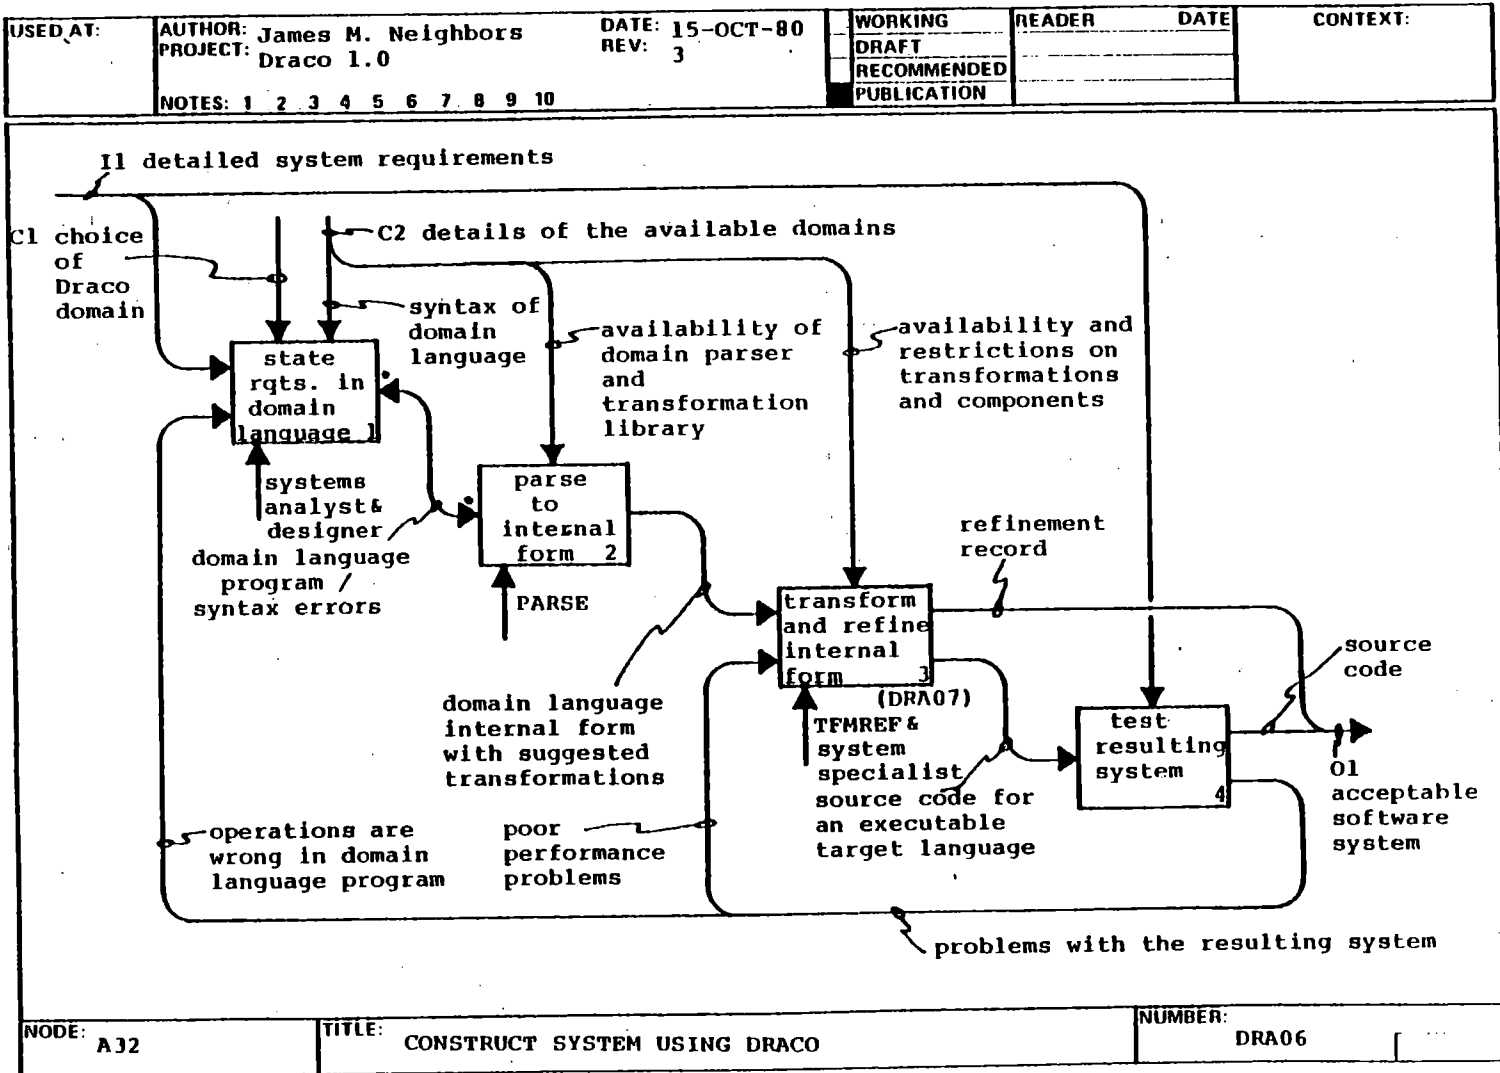 USED AT:
AUTHOR: James M. Neighbors
PROJECT: Draco 1.0
DATE: 15-OCT-80
REV: 3
NOTES: 1 2 3 4 5 6 7 8 9 10
WORKING
DRAFT
RECOMMENDED
PUBLICATION
READER DATE
CONTEXT:
I1 detailed system requirements
C1 choice
of
Draco
domain
C2 details of the available domains
syntax of
domain
language
availability of
domain parser
and
transformation
library
availability and
restrictions on
transformations
and components
state
rqts. in
domain
language 1
systems
analyst&
designer
domain language
program /
syntax errors
parse
to
internal
form 2
PARSE
refinement
record
transform
and refine
internal
form 3
(DRA07)
TFMREF&
system
specialist
source code for
an executable
target language
domain language
internal form
with suggested
transformations
test
resulting
system
4
source
code
O1
acceptable
software
system
operations are
wrong in domain
language program
poor
performance
problems
problems with the resulting system
NODE: A32
TITLE: CONSTRUCT SYSTEM USING DRACO
NUMBER: DRA06